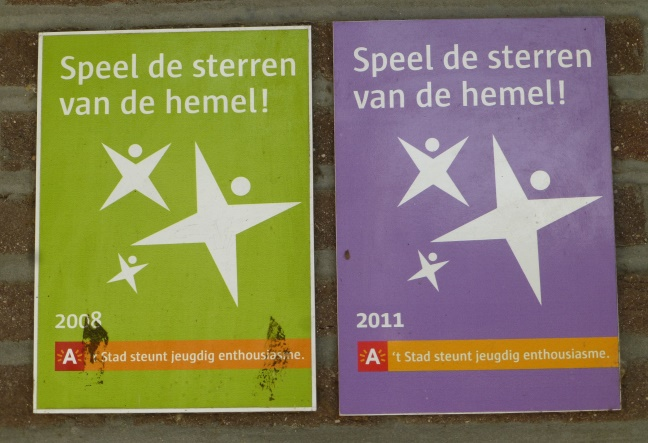 Speel de sterren
van de hemel!
2008
A 't Stad steunt jeugdig enthousiasme.
Speel de sterren
van de hemel!
2011
A 't Stad steunt jeugdig enthousiasme.